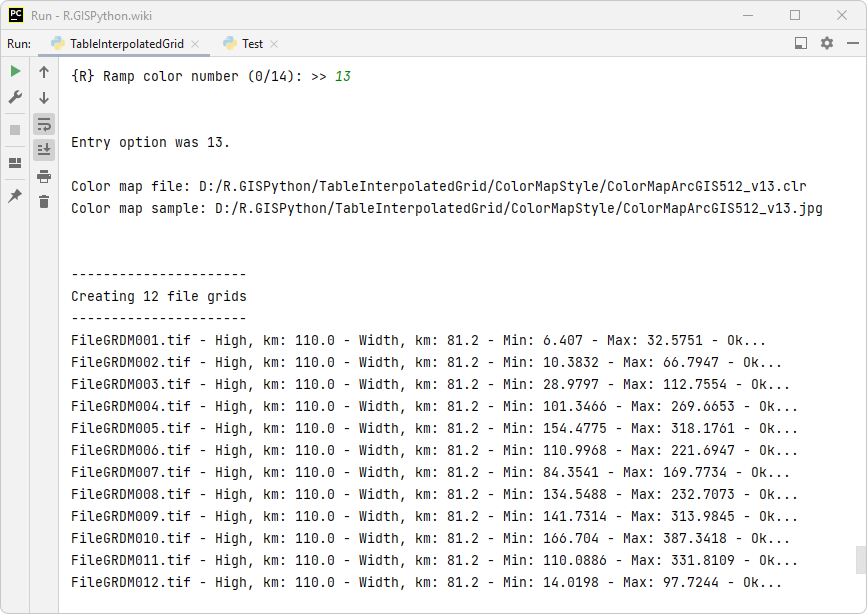 PC Run - R.GISPython.wiki
Run: TableInterpolatedGrid Test
{R} Ramp color number (0/14): >> 13
Entry option was 13.
Color map file: D:/R.GISPython/TableInterpolatedGrid/ColorMapStyle/ColorMapArcGIS512_v13.clr
Color map sample: D:/R.GISPython/TableInterpolatedGrid/ColorMapStyle/ColorMapArcGIS512_v13.jpg
----------------------
Creating 12 file grids
----------------------
FileGRDM001.tif - High, km: 110.0 - Width, km: 81.2 - Min: 6.407 - Max: 32.5751 - Ok...
FileGRDM002.tif - High, km: 110.0 - Width, km: 81.2 - Min: 10.3832 - Max: 66.7947 - Ok...
FileGRDM003.tif - High, km: 110.0 - Width, km: 81.2 - Min: 28.9797 - Max: 112.7554 - Ok...
FileGRDM004.tif - High, km: 110.0 - Width, km: 81.2 - Min: 101.3466 - Max: 269.6653 - Ok...
FileGRDM005.tif - High, km: 110.0 - Width, km: 81.2 - Min: 154.4775 - Max: 318.1761 - Ok...
FileGRDM006.tif - High, km: 110.0 - Width, km: 81.2 - Min: 110.9968 - Max: 221.6947 - Ok...
FileGRDM007.tif - High, km: 110.0 - Width, km: 81.2 - Min: 84.3541 - Max: 169.7734 - Ok...
FileGRDM008.tif - High, km: 110.0 - Width, km: 81.2 - Min: 134.5488 - Max: 232.7073 - Ok...
FileGRDM009.tif - High, km: 110.0 - Width, km: 81.2 - Min: 141.7314 - Max: 313.9845 - Ok...
FileGRDM010.tif - High, km: 110.0 - Width, km: 81.2 - Min: 166.704 - Max: 387.3418 - Ok...
FileGRDM011.tif - High, km: 110.0 - Width, km: 81.2 - Min: 110.0886 - Max: 331.8109 - Ok...
FileGRDM012.tif - High, km: 110.0 - Width, km: 81.2 - Min: 14.0198 - Max: 97.7244 - Ok...